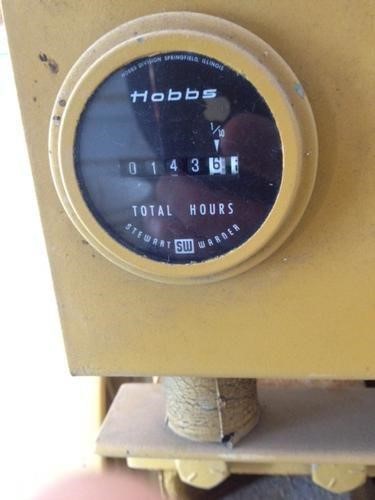 HOBBS DIVISION SPRINGFIELD, ILLINOIS
Hobbs
1/10
01436
TOTAL HOURS
STEWART SW WARNER